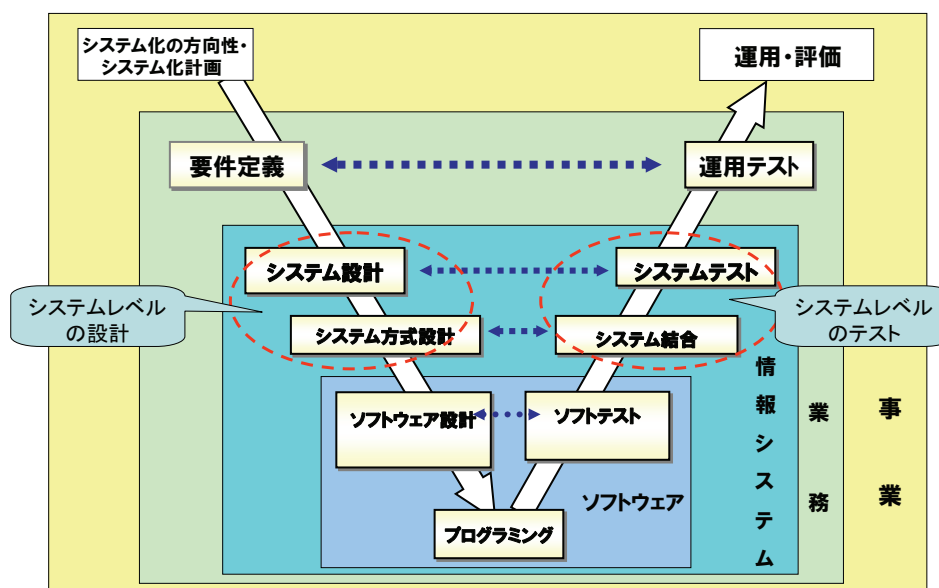 システム化の方向性・
システム化計画
運用・評価
要件定義
運用テスト
システム設計
システムテスト
システムレベル
の設計
システムレベル
のテスト
システム方式設計
システム結合
ソフトウェア設計
ソフトテスト
ソフトウェア
プログラミング
情報システム
業務
事業